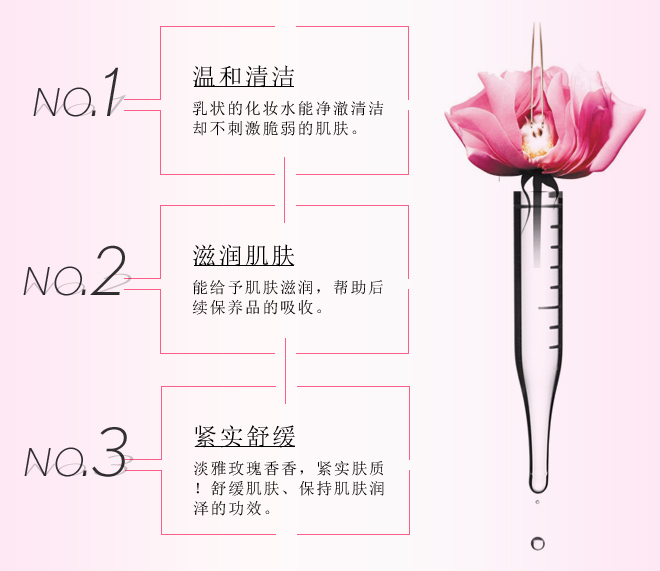 NO.1
温和清洁
乳状的化妆水能净澈清洁
却不刺激脆弱的肌肤。
NO.2
滋润肌肤
能给予肌肤滋润，帮助后
续保养品的吸收。
NO.3
紧实舒缓
淡雅玫瑰香香，紧实肤质
！舒缓肌肤、保持肌肤润
泽的功效。